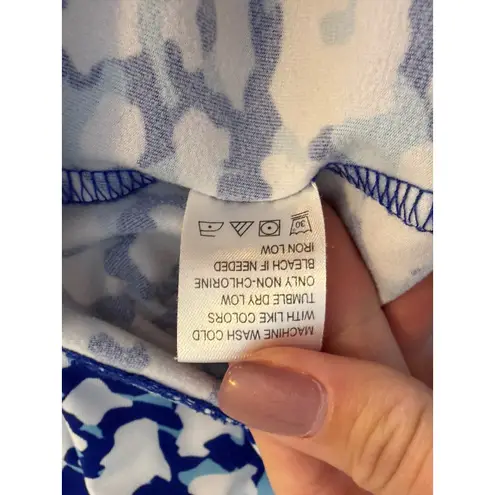 MACHINE WASH COLD
WITH LIKE COLORS
TUMBLE DRY LOW
ONLY NON-CHLORINE
BLEACH IF NEEDED
IRON LOW
30